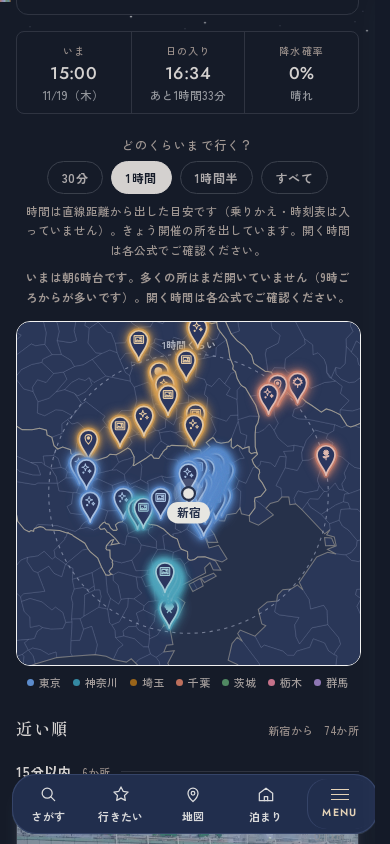 いま
15:00
11/19（木）
日の入り
16:34
あと1時間33分
降水確率
0%
晴れ
どのくらいまで行く？
30分
1時間
1時間半
すべて
時間は直線距離から出した目安です（乗りかえ・時刻表は入
っていません）。きょう開催の所を出しています。開く時間
は各公式でご確認ください。
いまは朝6時台です。多くの所はまだ開いていません（9時ご
ろからが多いです）。開く時間は各公式でご確認ください。
1時間くらい
新宿
東京
神奈川
埼玉
千葉
茨城
栃木
群馬
近い順
新宿から 74か所
15分以内 6か所
さがす
行きたい
地図
泊まり
MENU